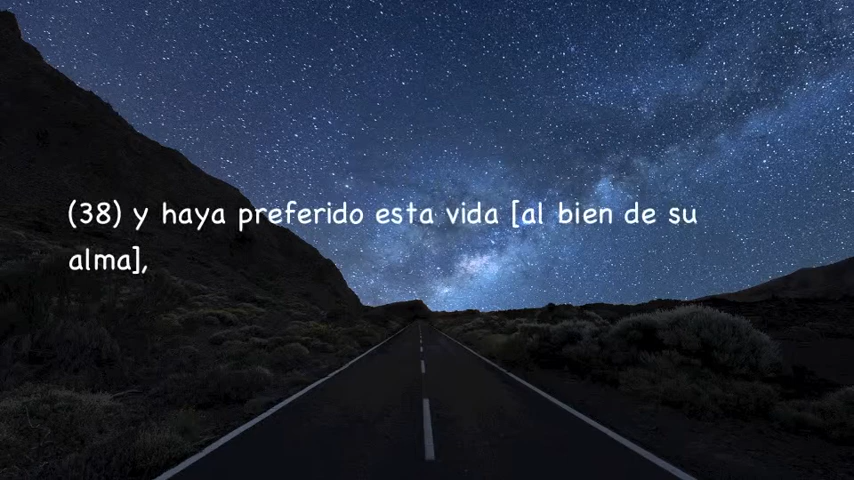 (38) y haya preferido esta vida [al bien de su
alma],